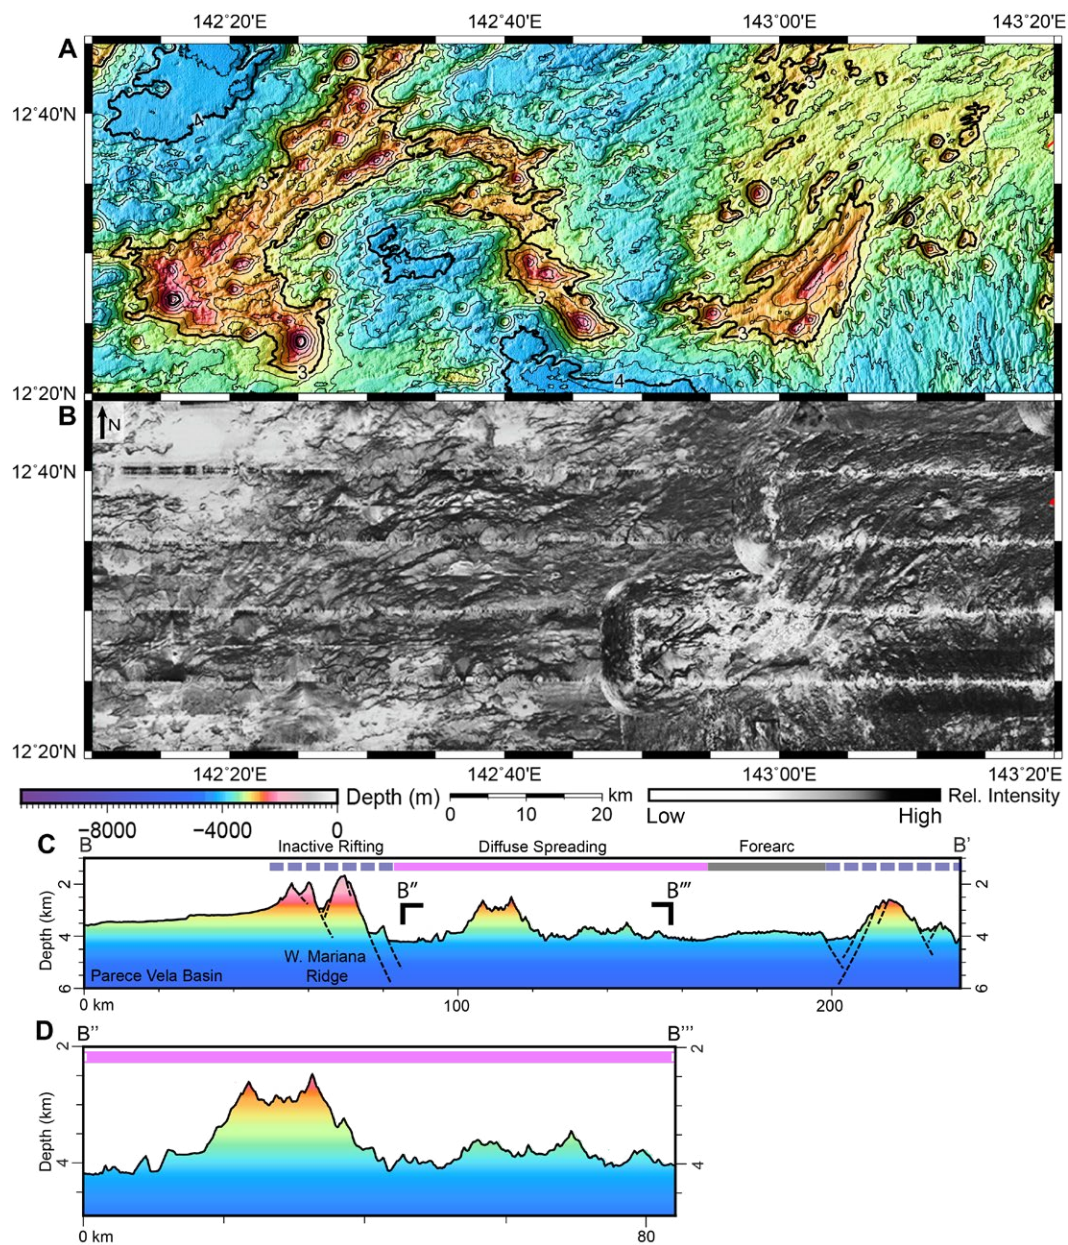 142°20'E 142°40'E 143°00'E 143°20'E
A
12°40'N
12°20'N
4
3
3
3
3
4
B
N
12°40'N
12°20'N
142°20'E 142°40'E 143°00'E 143°20'E
−8000 −4000 0
Depth (m)
0 10 20
km
Low High
Rel. Intensity
C
B Inactive Rifting Diffuse Spreading Forearc B'
B'' B'''
Depth (km)
2 4 6
2 4 6
Parece Vela Basin
W. Mariana
Ridge
0 km 100 200
D
B'' B'''
Depth (km)
2 4
2 4
0 km 80